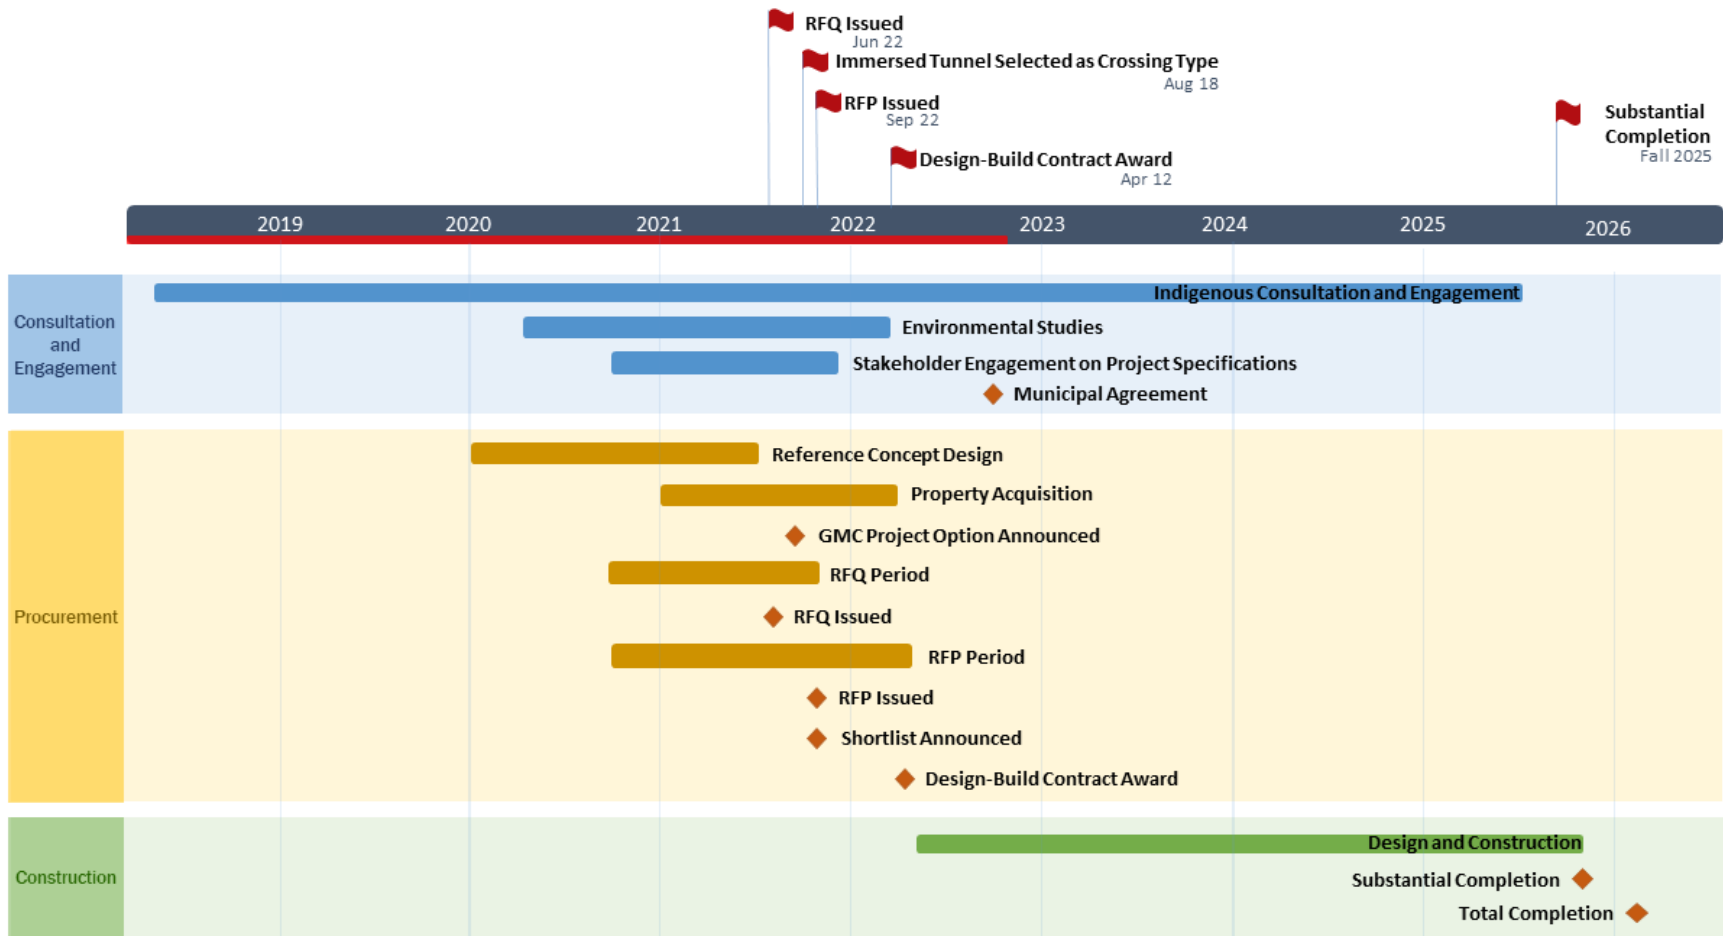 RFQ Issued
Jun 22
Immersed Tunnel Selected as Crossing Type
Aug 18
RFP Issued
Sep 22
Design-Build Contract Award
Apr 12
Substantial
Completion
Fall 2025
2019 2020 2021 2022 2023 2024 2025 2026
Consultation
and
Engagement
Indigenous Consultation and Engagement
Environmental Studies
Stakeholder Engagement on Project Specifications
Municipal Agreement
Procurement
Reference Concept Design
Property Acquisition
GMC Project Option Announced
RFQ Period
RFQ Issued
RFP Period
RFP Issued
Shortlist Announced
Design-Build Contract Award
Construction
Design and Construction
Substantial Completion
Total Completion